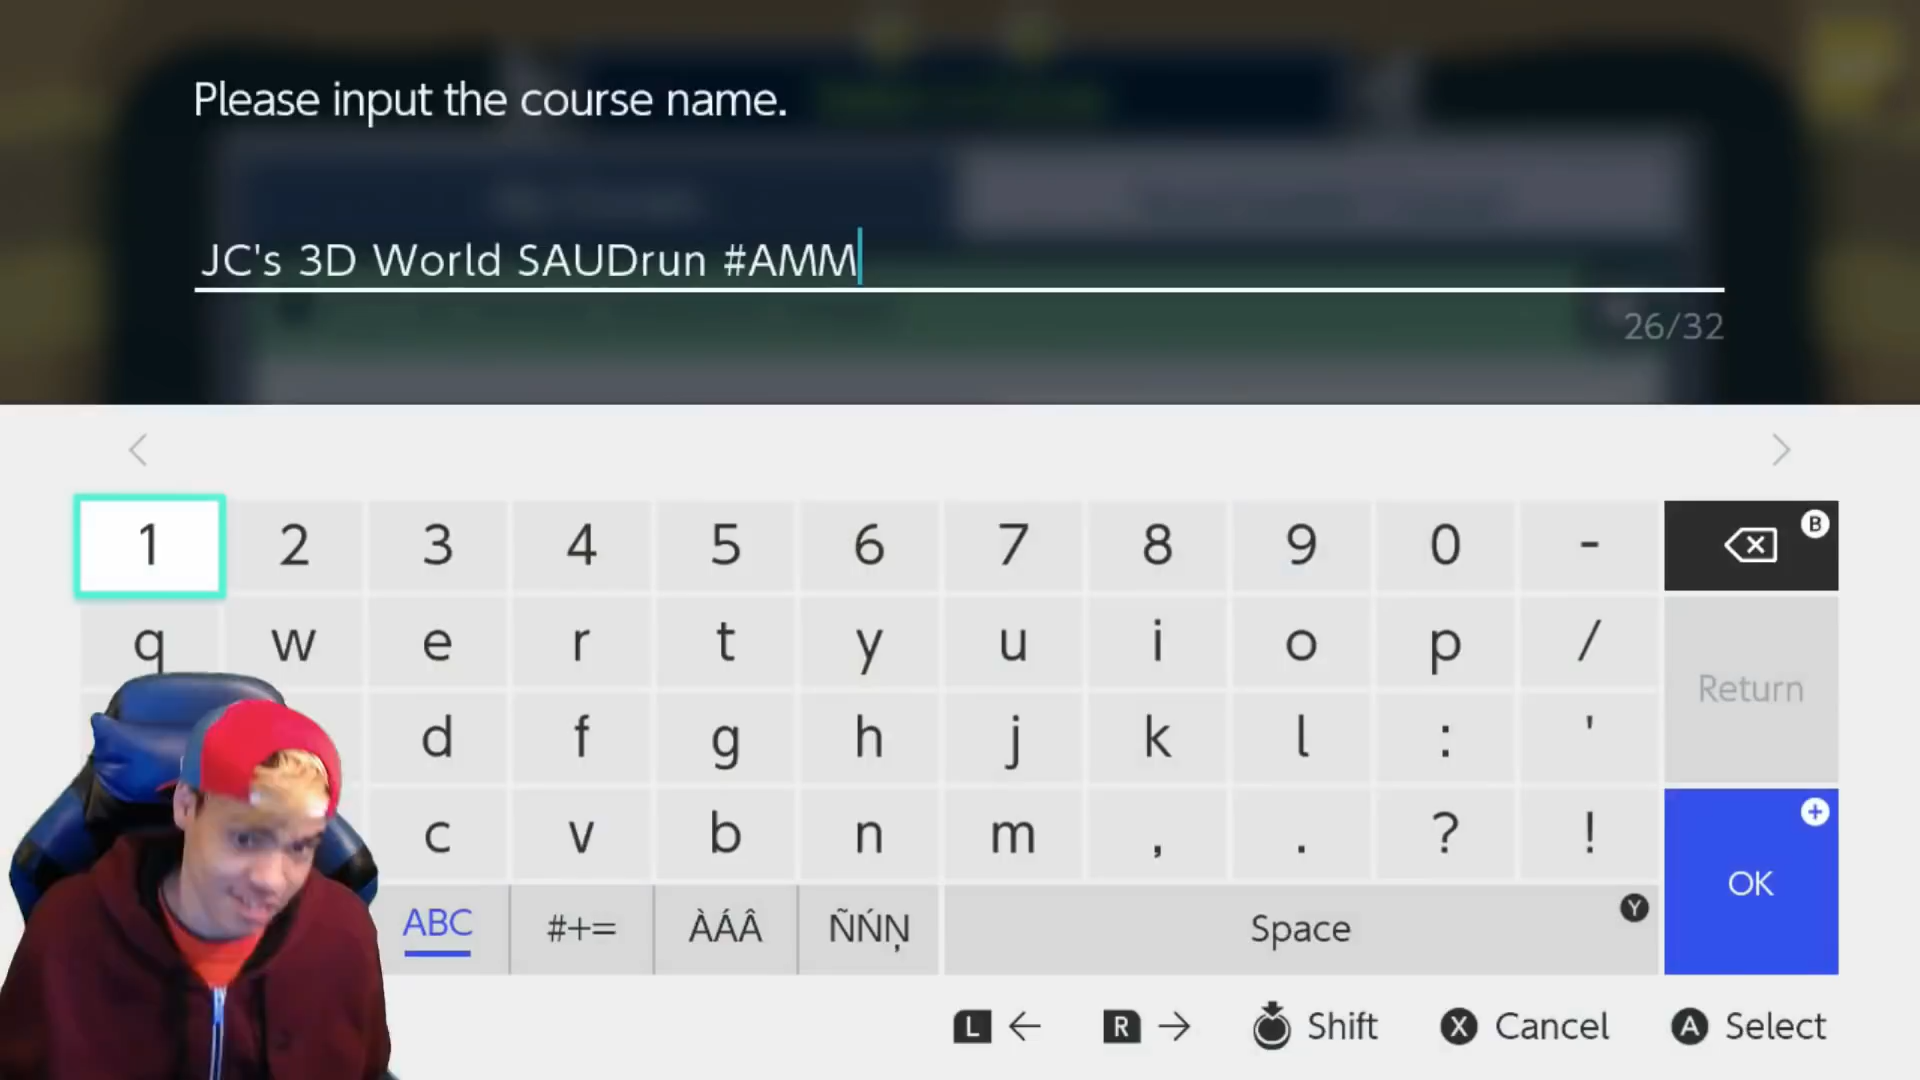 Please input the course name.
JC's 3D World SAUDrun #AMM
26/32
1 2 3 4 5 6 7 8 9 0 - B
q w e r t y u i o p /
Return
d f g h j k l : '
c v b n m , . ? ! +
OK
ABC #+= ÀÁÂ ÑŃŅ Space Y
L ← R → Shift X Cancel A Select